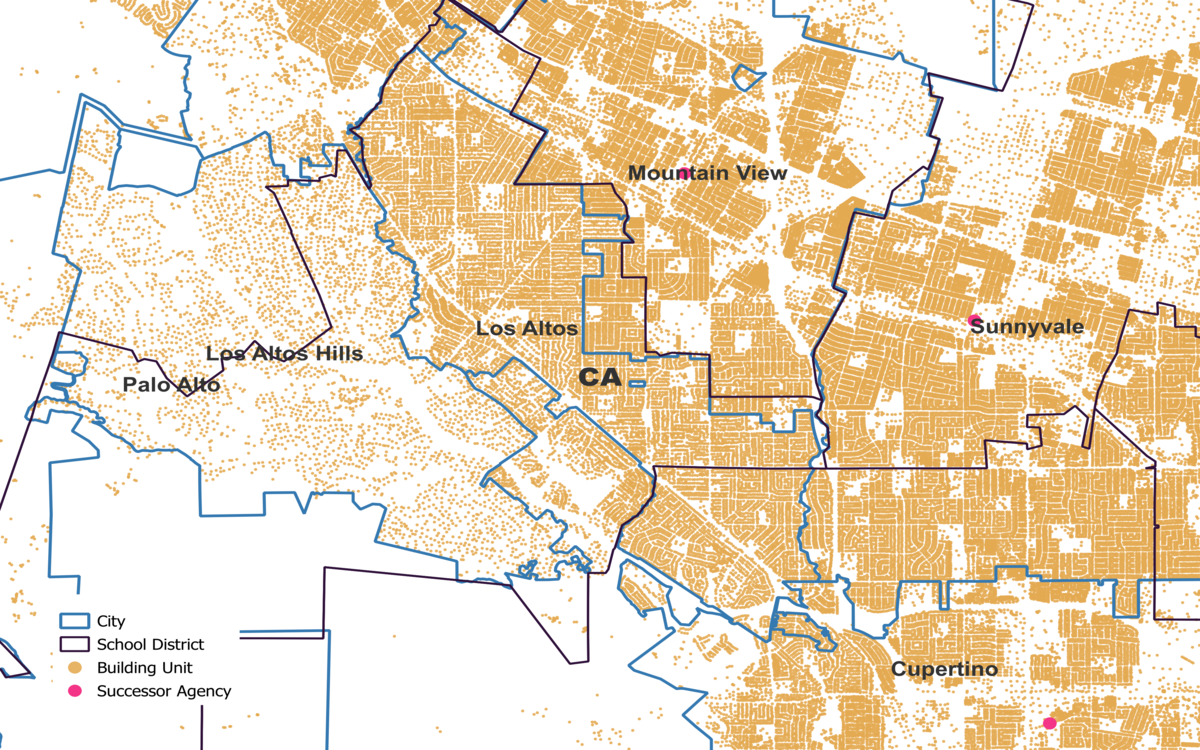 Mountain View
Los Altos
Sunnyvale
Los Altos Hills
CA
Palo Alto
City
School District
Building Unit
Cupertino
Successor Agency